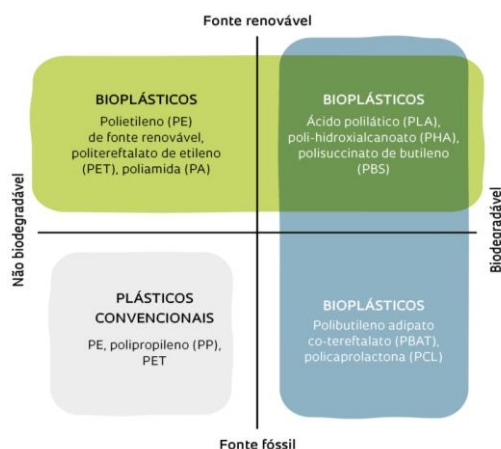 Fonte renovável
BIOPLÁSTICOS
Polietileno (PE)
de fonte renovável,
politereftalato de etileno
(PET), poliamida (PA)
BIOPLÁSTICOS
Ácido polilático (PLA),
poli-hidroxialcanoato (PHA),
polisuccinato de butileno
(PBS)
Não biodegradável
Biodegradável
PLÁSTICOS
CONVENCIONAIS
PE, polipropileno (PP),
PET
BIOPLÁSTICOS
Polibutileno adipato
co-tereftalato (PBAT),
policaprolactona (PCL)
Fonte fóssil